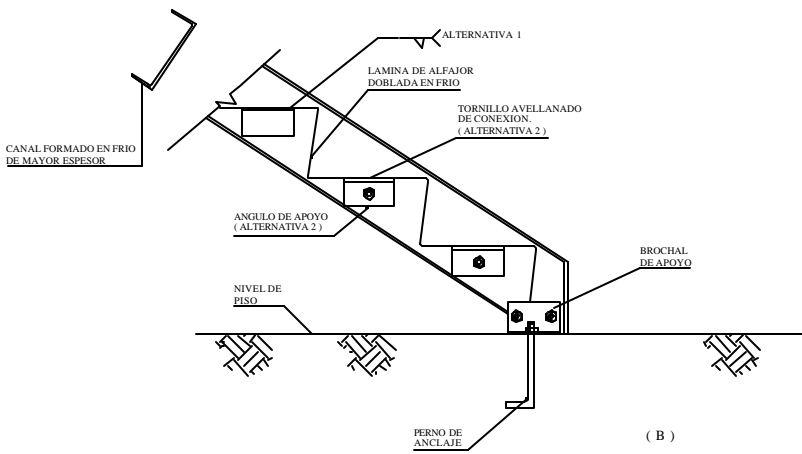 ALTERNATIVA 1
LAMINA DE ALFAJOR
DOBLADA EN FRIO
TORNILLO AVELLANADO
DE CONEXION.
( ALTERNATIVA 2 )
CANAL FORMADO EN FRIO
DE MAYOR ESPESOR
ANGULO DE APOYO
( ALTERNATIVA 2 )
BROCHAL
DE APOYO
NIVEL DE
PISO
PERNO DE
ANCLAJE
( B )